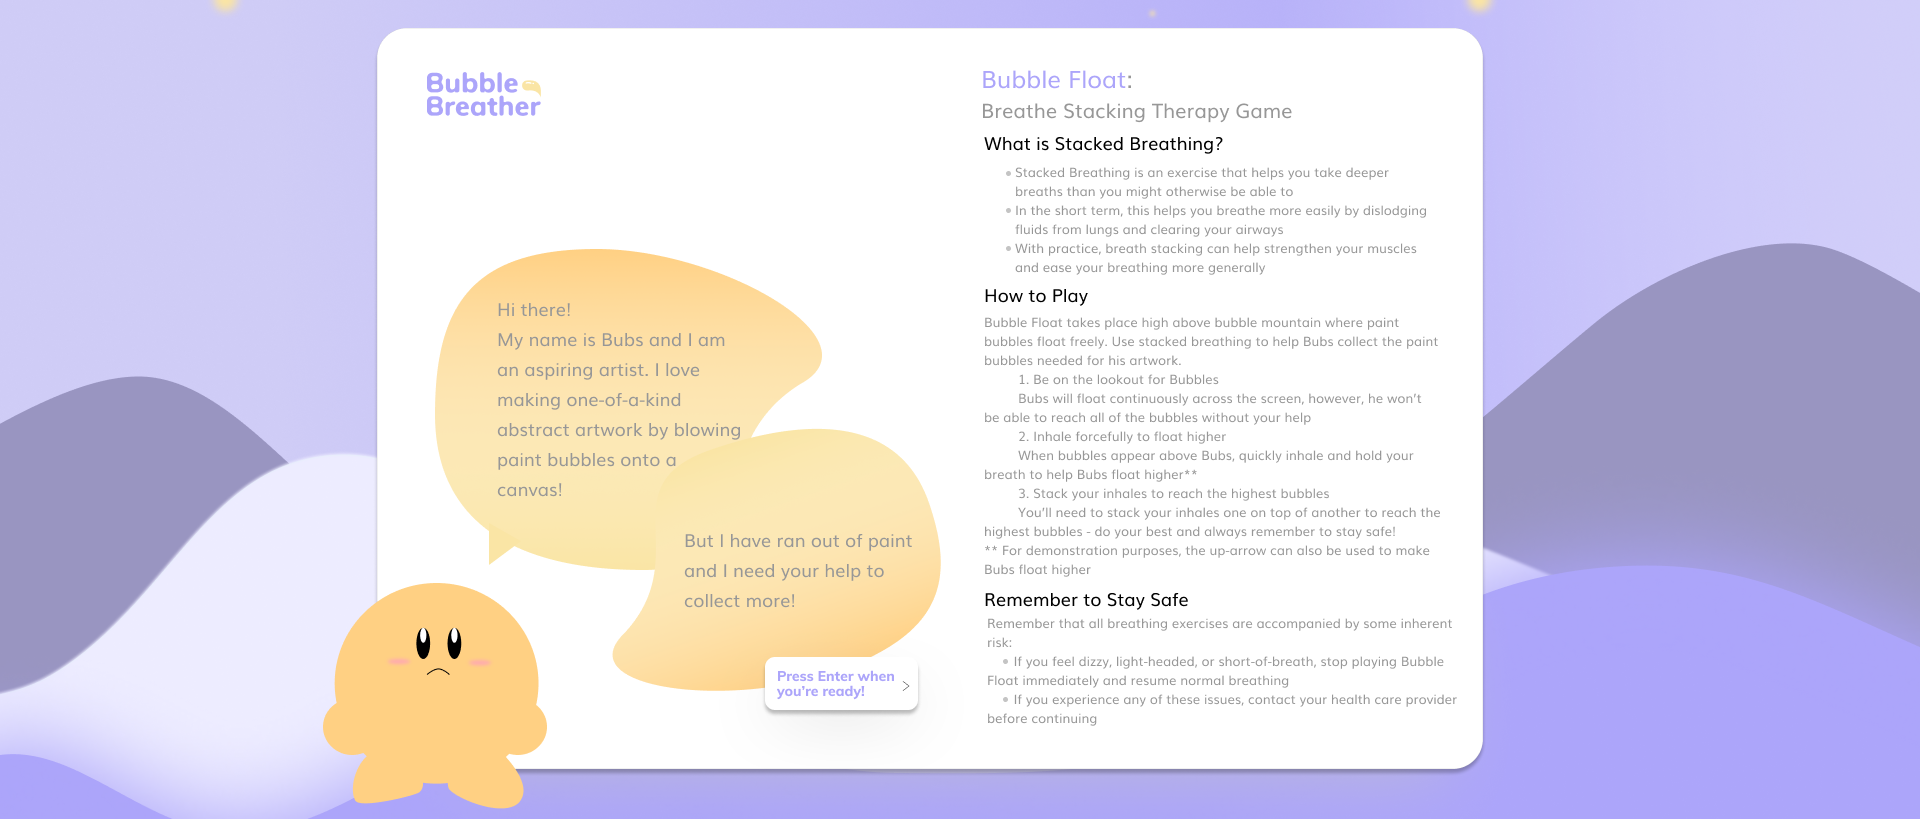 Bubble
Breather
Hi there!
My name is Bubs and I am
an aspiring artist. I love
making one-of-a-kind
abstract artwork by blowing
paint bubbles onto a
canvas!
But I have ran out of paint
and I need your help to
collect more!
Press Enter when
you’re ready! >
Bubble Float:
Breathe Stacking Therapy Game
What is Stacked Breathing?
• Stacked Breathing is an exercise that helps you take deeper
breaths than you might otherwise be able to
• In the short term, this helps you breathe more easily by dislodging
fluids from lungs and clearing your airways
• With practice, breath stacking can help strengthen your muscles
and ease your breathing more generally
How to Play
Bubble Float takes place high above bubble mountain where paint
bubbles float freely. Use stacked breathing to help Bubs collect the paint
bubbles needed for his artwork.
1. Be on the lookout for Bubbles
Bubs will float continuously across the screen, however, he won’t
be able to reach all of the bubbles without your help
2. Inhale forcefully to float higher
When bubbles appear above Bubs, quickly inhale and hold your
breath to help Bubs float higher**
3. Stack your inhales to reach the highest bubbles
You’ll need to stack your inhales one on top of another to reach the
highest bubbles - do your best and always remember to stay safe!
** For demonstration purposes, the up-arrow can also be used to make
Bubs float higher
Remember to Stay Safe
Remember that all breathing exercises are accompanied by some inherent
risk:
• If you feel dizzy, light-headed, or short-of-breath, stop playing Bubble
Float immediately and resume normal breathing
• If you experience any of these issues, contact your health care provider
before continuing